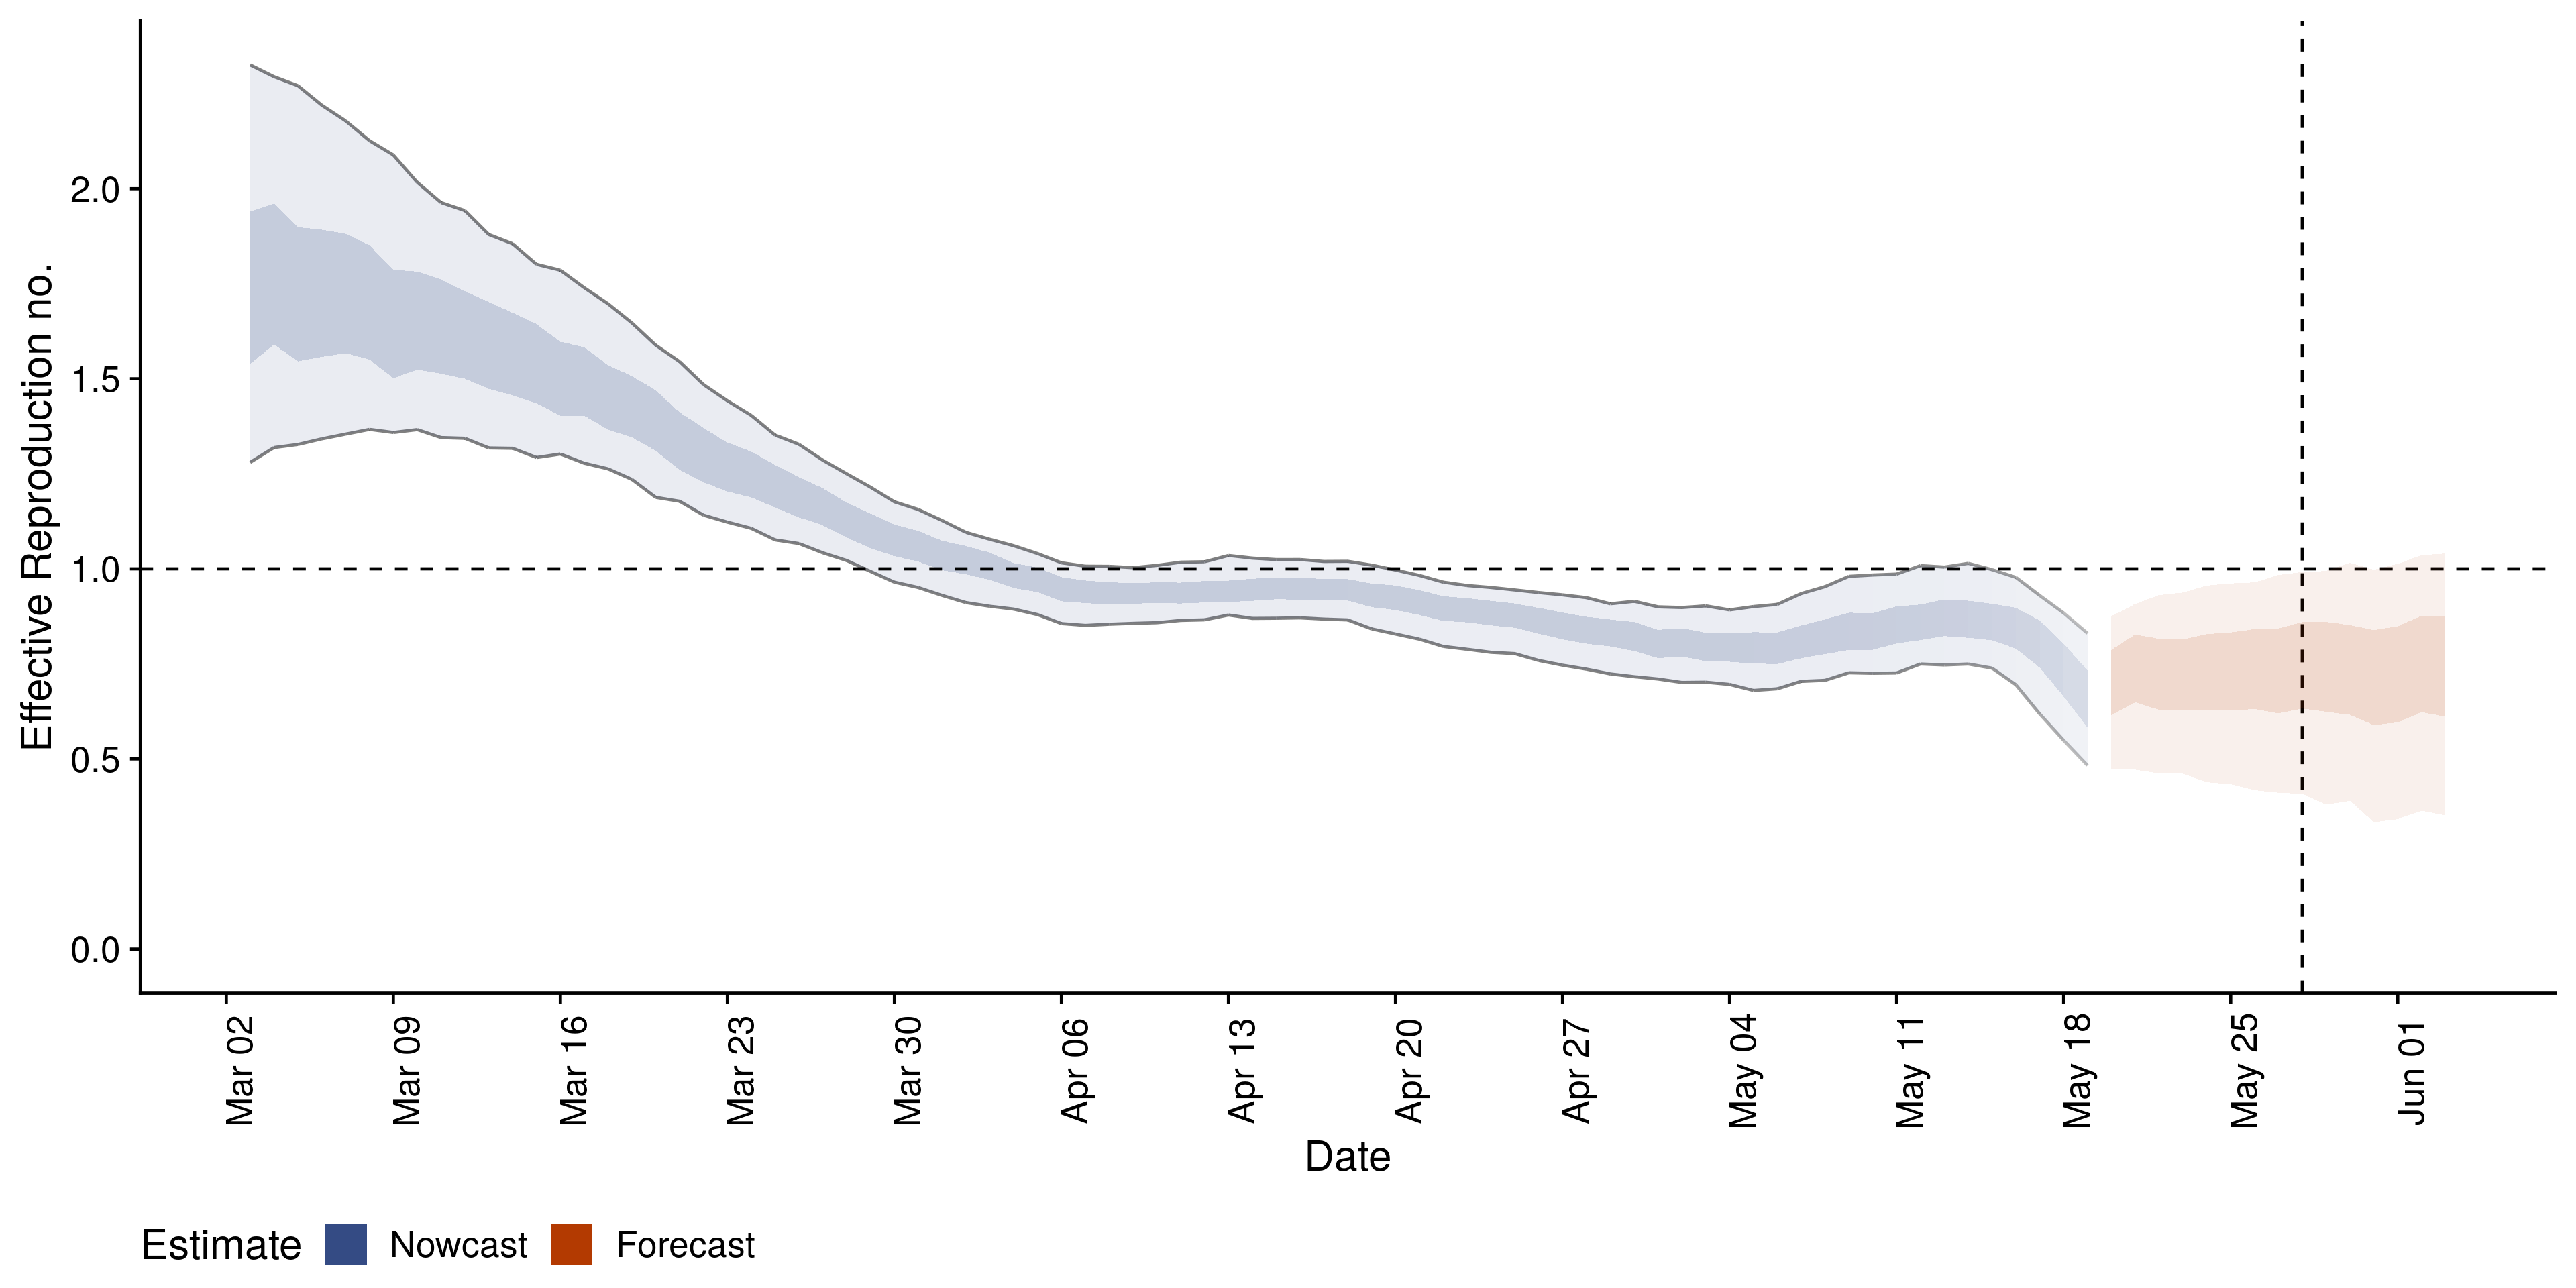 Effective Reproduction no.
2.0
1.5
1.0
0.5
0.0
Mar 02
Mar 09
Mar 16
Mar 23
Mar 30
Apr 06
Apr 13
Apr 20
Apr 27
May 04
May 11
May 18
May 25
Jun 01
Date
Estimate Nowcast Forecast